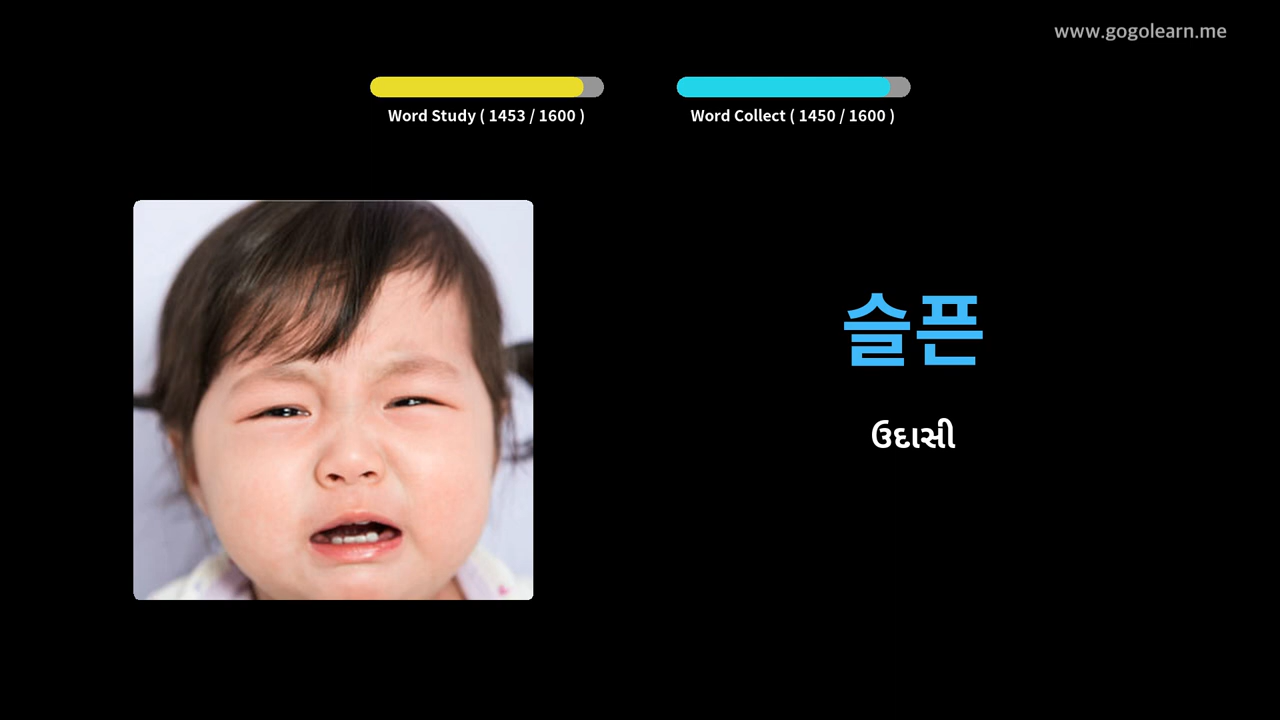 www.gogolearn.me
Word Study ( 1453 / 1600 )
Word Collect ( 1450 / 1600 )
슬픈
ઉદાસી